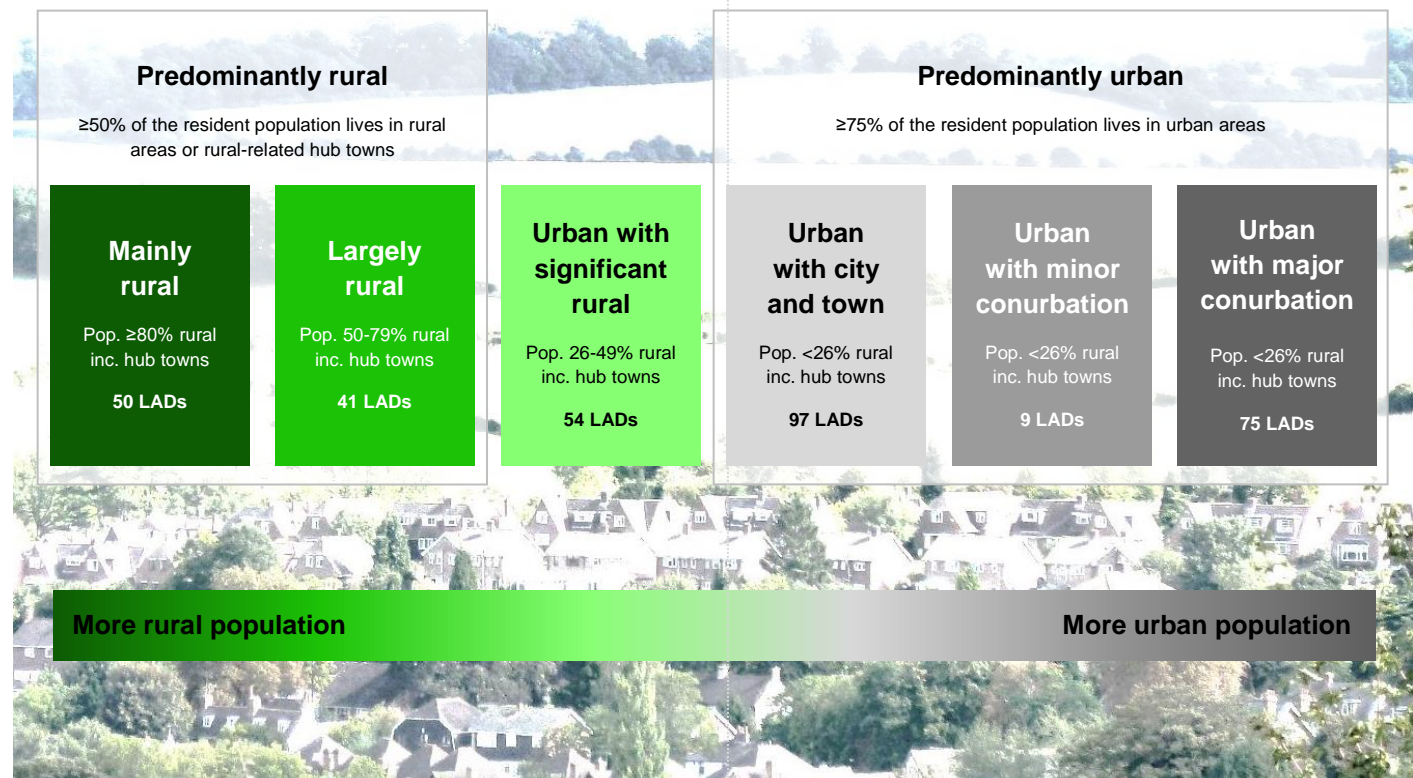 Predominantly rural
≥50% of the resident population lives in rural
areas or rural-related hub towns
Predominantly urban
≥75% of the resident population lives in urban areas
Mainly
rural
Pop. ≥80% rural
inc. hub towns
50 LADs
Largely
rural
Pop. 50-79% rural
inc. hub towns
41 LADs
Urban with
significant
rural
Pop. 26-49% rural
inc. hub towns
54 LADs
Urban
with city
and town
Pop. <26% rural
inc. hub towns
97 LADs
Urban
with minor
conurbation
Pop. <26% rural
inc. hub towns
9 LADs
Urban
with major
conurbation
Pop. <26% rural
inc. hub towns
75 LADs
More rural population
More urban population